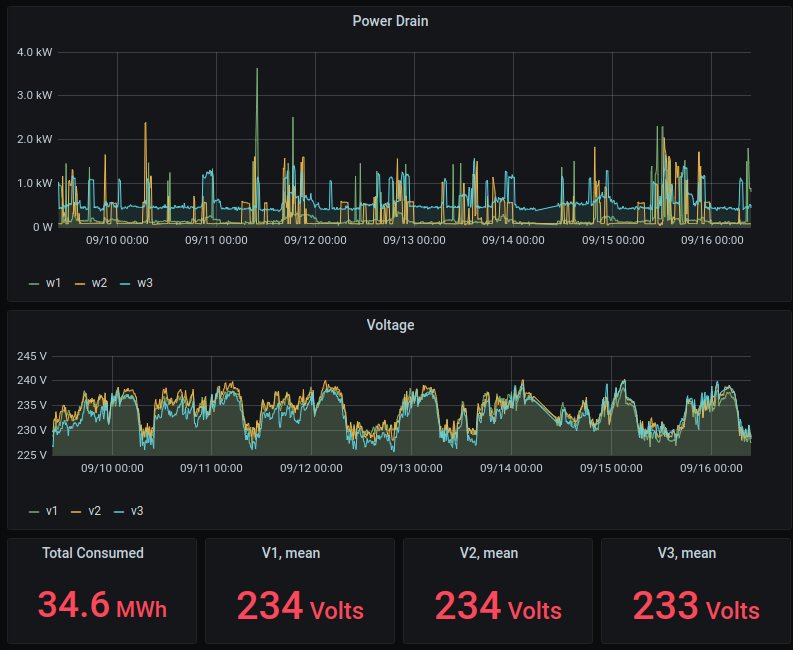 Power Drain
4.0 kW
3.0 kW
2.0 kW
1.0 kW
0 W
09/10 00:00 09/11 00:00 09/12 00:00 09/13 00:00 09/14 00:00 09/15 00:00 09/16 00:00
w1 w2 w3
Voltage
245 V
240 V
235 V
230 V
225 V
09/10 00:00 09/11 00:00 09/12 00:00 09/13 00:00 09/14 00:00 09/15 00:00 09/16 00:00
v1 v2 v3
Total Consumed
34.6 MWh
V1, mean
234 Volts
V2, mean
234 Volts
V3, mean
233 Volts